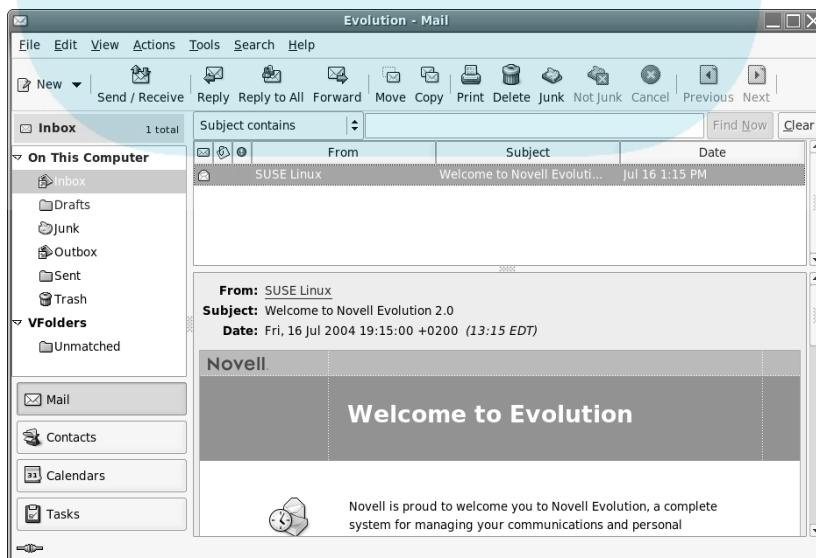 Evolution - Mail
File Edit View Actions Tools Search Help
New Send / Receive Reply Reply to All Forward Move Copy Print Delete Junk Not Junk Cancel Previous Next
Inbox 1 total
Subject contains Find Now Clear
On This Computer
Inbox
Drafts
Junk
Outbox
Sent
Trash
VFolders
Unmatched
Mail
Contacts
31 Calendars
Tasks
From Subject Date
SUSE Linux Welcome to Novell Evoluti... Jul 16 1:15 PM
From: SUSE Linux
Subject: Welcome to Novell Evolution 2.0
Date: Fri, 16 Jul 2004 19:15:00 +0200 (13:15 EDT)
Novell.
Welcome to Evolution
Novell is proud to welcome you to Novell Evolution, a complete
system for managing your communications and personal